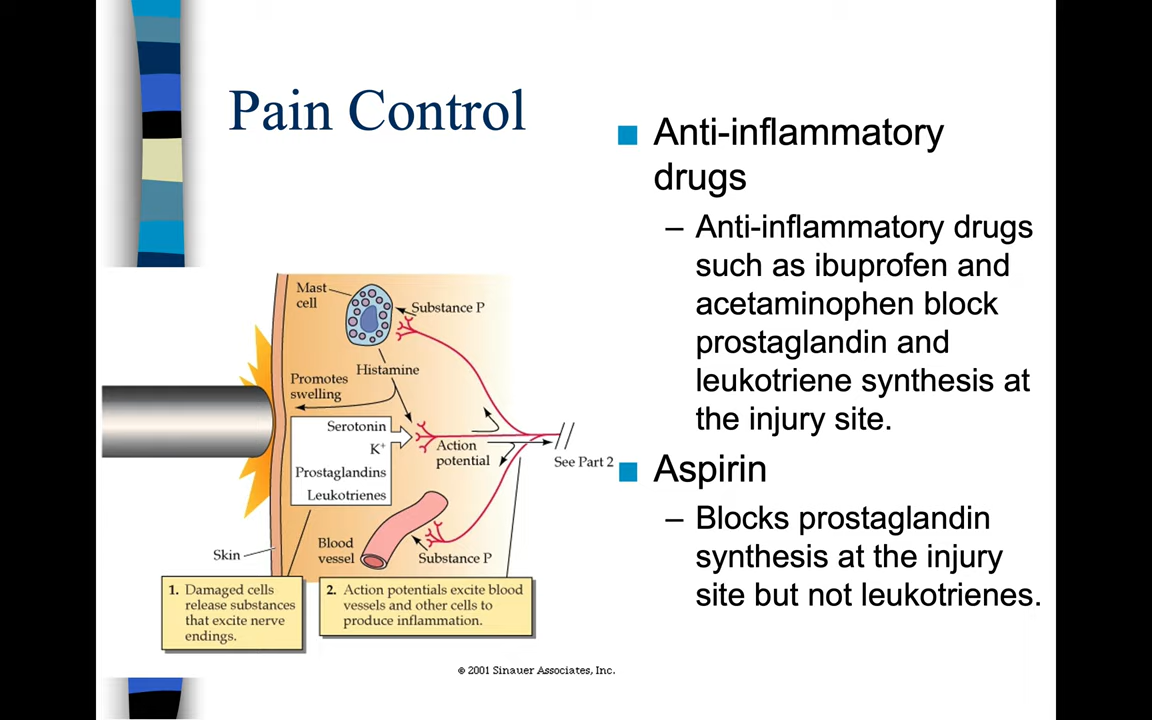 Pain Control
Anti-inflammatory
drugs
– Anti-inflammatory drugs
such as ibuprofen and
acetaminophen block
prostaglandin and
leukotriene synthesis at
the injury site.
Aspirin
– Blocks prostaglandin
synthesis at the injury
site but not leukotrienes.
Mast
cell
Substance P
Histamine
Promotes
swelling
Serotonin
K+
Prostaglandins
Leukotrienes
Action
potential
See Part 2
Blood
vessel
Substance P
Skin
1. Damaged cells
release substances
that excite nerve
endings.
2. Action potentials excite blood
vessels and other cells to
produce inflammation.
© 2001 Sinauer Associates, Inc.